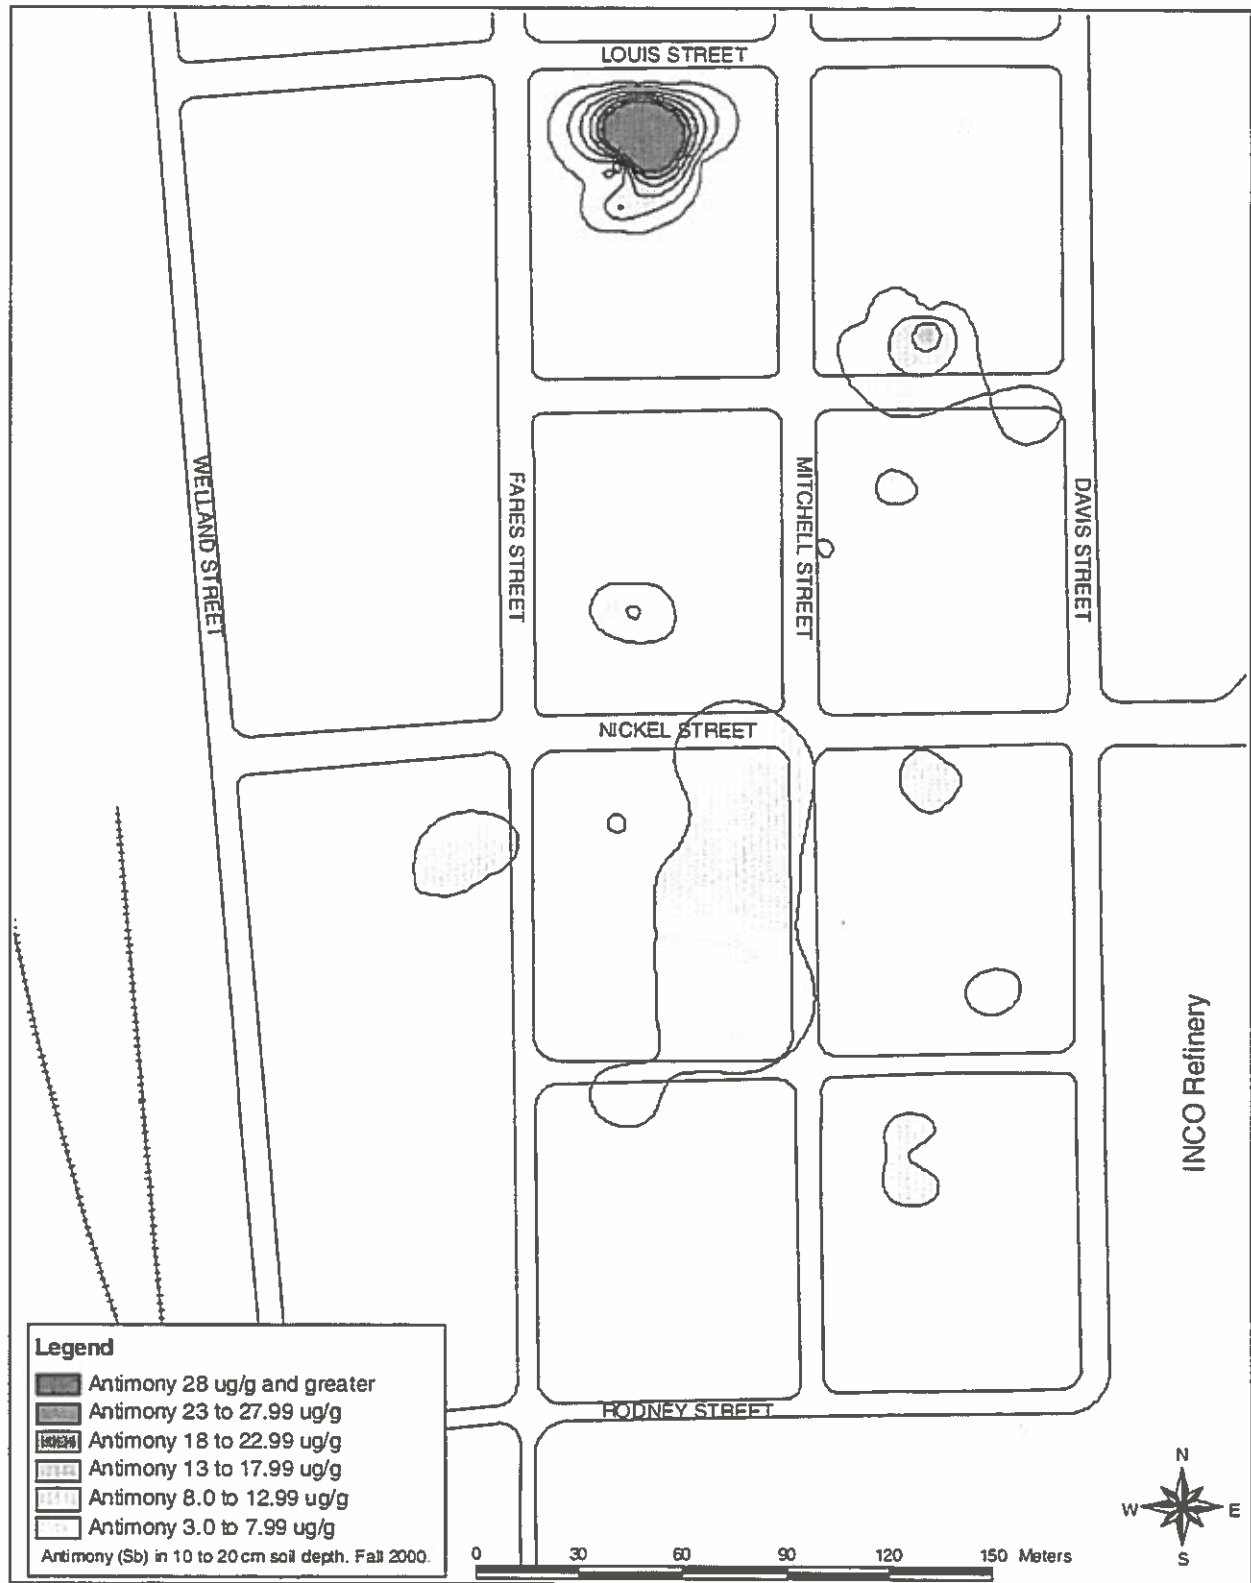 LOUIS STREET
WELLAND STREET
FARES STREET
MITCHELL STREET
DAVIS STREET
NICKEL STREET
INCO Refinery
RODNEY STREET
Legend
Antimony 28 ug/g and greater
Antimony 23 to 27.99 ug/g
Antimony 18 to 22.99 ug/g
Antimony 13 to 17.99 ug/g
Antimony 8.0 to 12.99 ug/g
Antimony 3.0 to 7.99 ug/g
Antimony (Sb) in 10 to 20 cm soil depth. Fall 2000.
0 30 60 90 120 150 Meters
N
W E
S